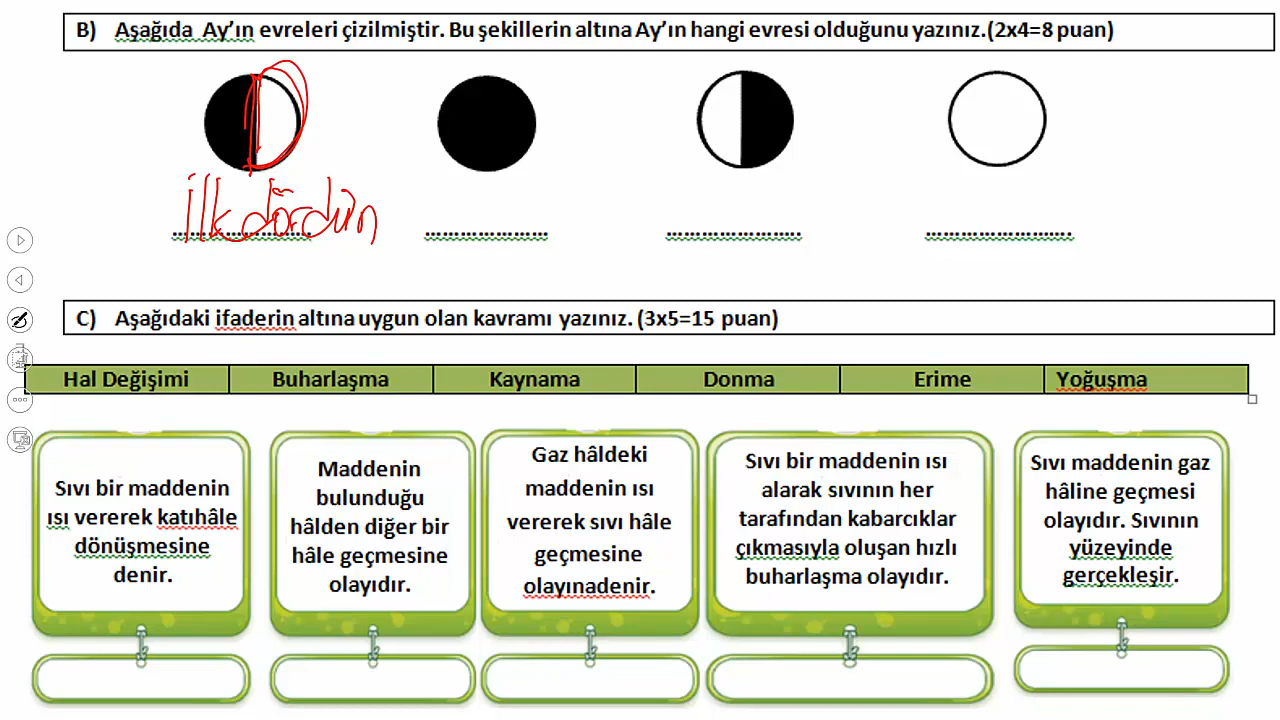 B) Aşağıda Ay'ın evreleri çizilmiştir. Bu şekillerin altına Ay'ın hangi evresi olduğunu yazınız.(2x4=8 puan)
İlk dördün
………………….. ………………… ………………….. ……………………
C) Aşağıdaki ifaderin altına uygun olan kavramı yazınız. (3x5=15 puan)
Hal Değişimi Buharlaşma Kaynama Donma Erime Yoğuşma
Sıvı bir maddenin
ısı vererek katıhâle
dönüşmesine
denir.
Maddenin
bulunduğu
hâlden diğer bir
hâle geçmesine
olayıdır.
Gaz hâldeki
maddenin ısı
vererek sıvı hâle
geçmesine
olayınadenir.
Sıvı bir maddenin ısı
alarak sıvının her
tarafından kabarcıklar
çıkmasıyla oluşan hızlı
buharlaşma olayıdır.
Sıvı maddenin gaz
hâline geçmesi
olayıdır. Sıvının
yüzeyinde
gerçekleşir.